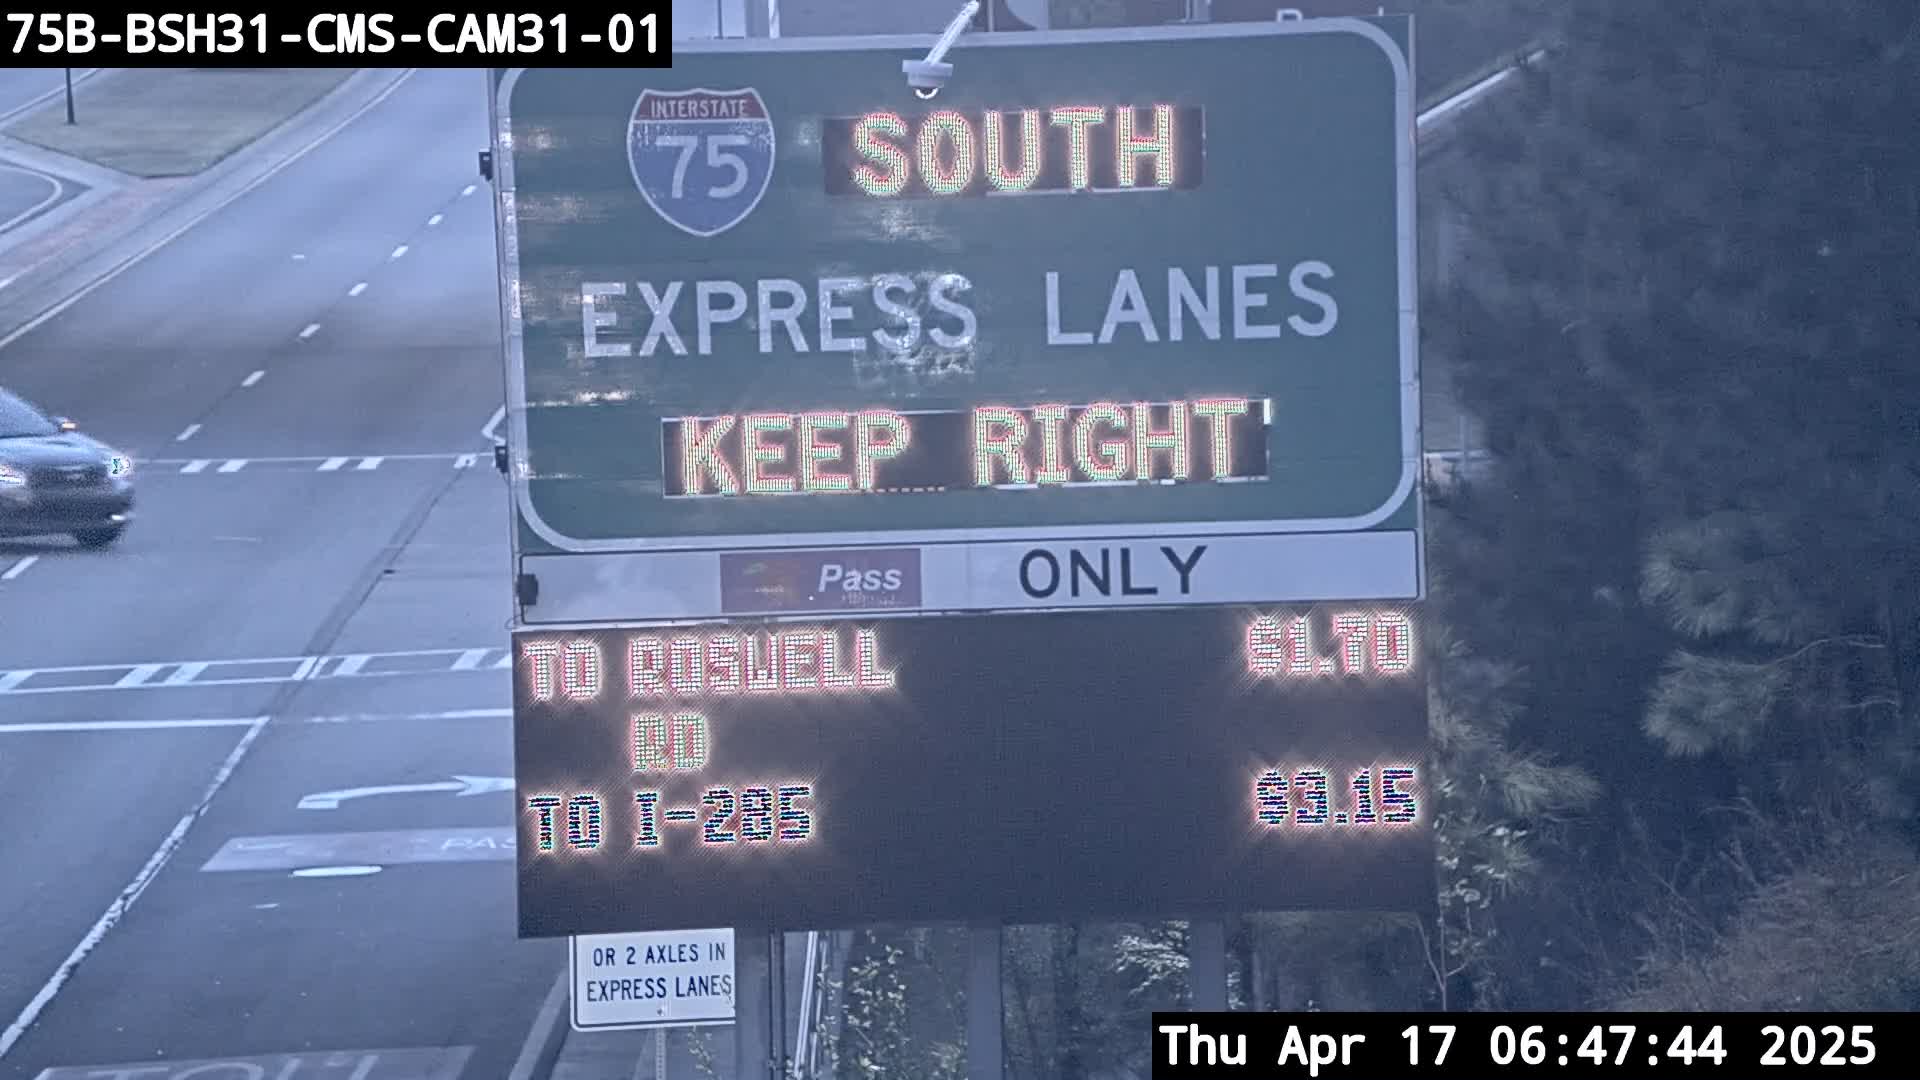 75B-BSH31-CMS-CAM31-01
INTERSTATE
75
SOUTH
EXPRESS LANES
KEEP RIGHT
Pass ONLY
TO ROSWELL $1.70
RD
TO I-285 $3.15
OR 2 AXLES IN
EXPRESS LANES
Thu Apr 17 06:47:44 2025